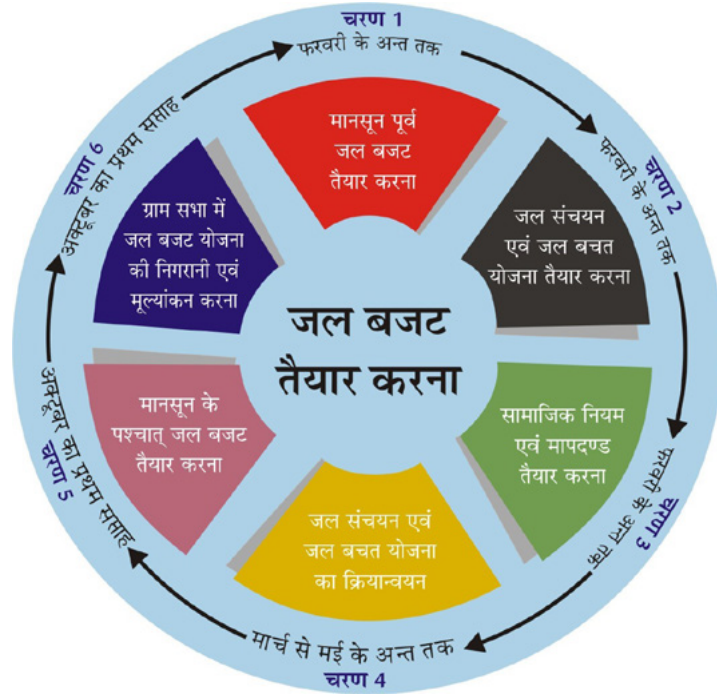 चरण 1
फरवरी के अन्त तक
मानसून पूर्व
जल बजट
तैयार करना
चरण 2
फरवरी के अन्त तक
जल संचयन
एवं जल बचत
योजना तैयार करना
चरण 3
फरवरी के अन्त तक
सामाजिक नियम
एवं मापदण्ड
तैयार करना
जल संचयन एवं
जल बचत योजना
का क्रियान्वयन
मार्च से मई के अन्त तक
चरण 4
मानसून के
पश्चात् जल बजट
तैयार करना
अक्टूबर का प्रथम सप्ताह
चरण 5
ग्राम सभा में
जल बजट योजना
की निगरानी एवं
मूल्यांकन करना
अक्टूबर का प्रथम सप्ताह
चरण 6
जल बजट
तैयार करना